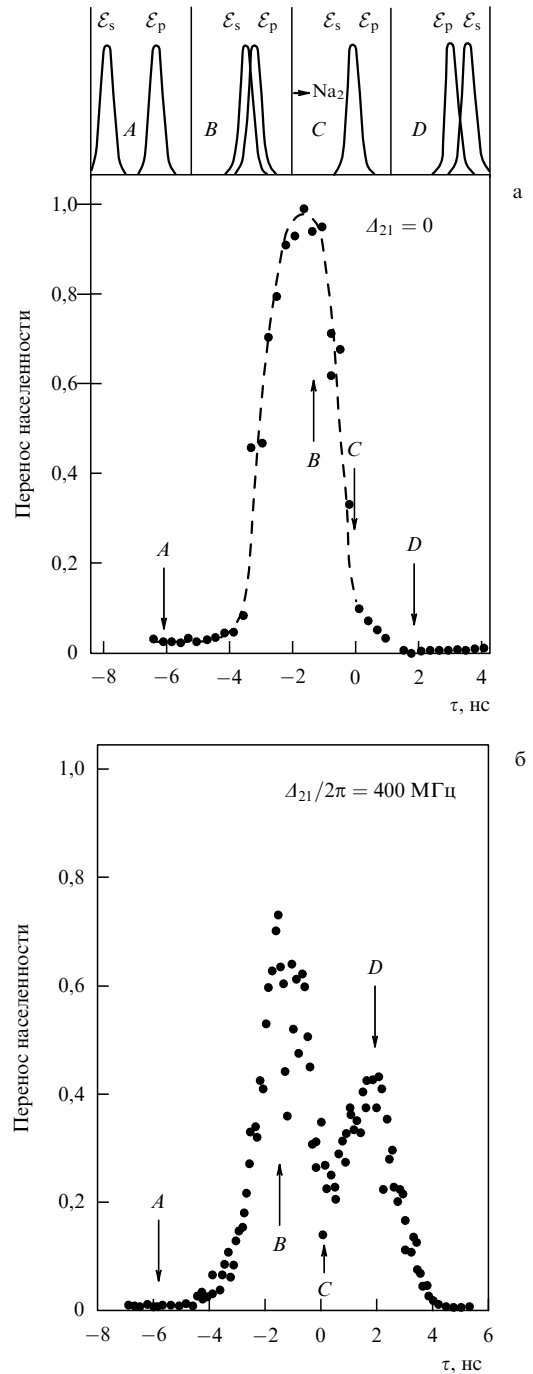 ℰs ℰp ℰs ℰp ℰs ℰp ℰp ℰs
A B →Na2 C D
а
1,0
Δ21 = 0
0,8
0,6
B C
0,4
A D
0,2
0
Перенос населенности
−8 −6 −4 −2 0 2 4
τ, нс
б
1,0
Δ21/2π = 400 МГц
0,8
D
0,6
0,4
A
0,2
B
C
0
Перенос населенности
−8 −6 −4 −2 0 2 4 6
τ, нс